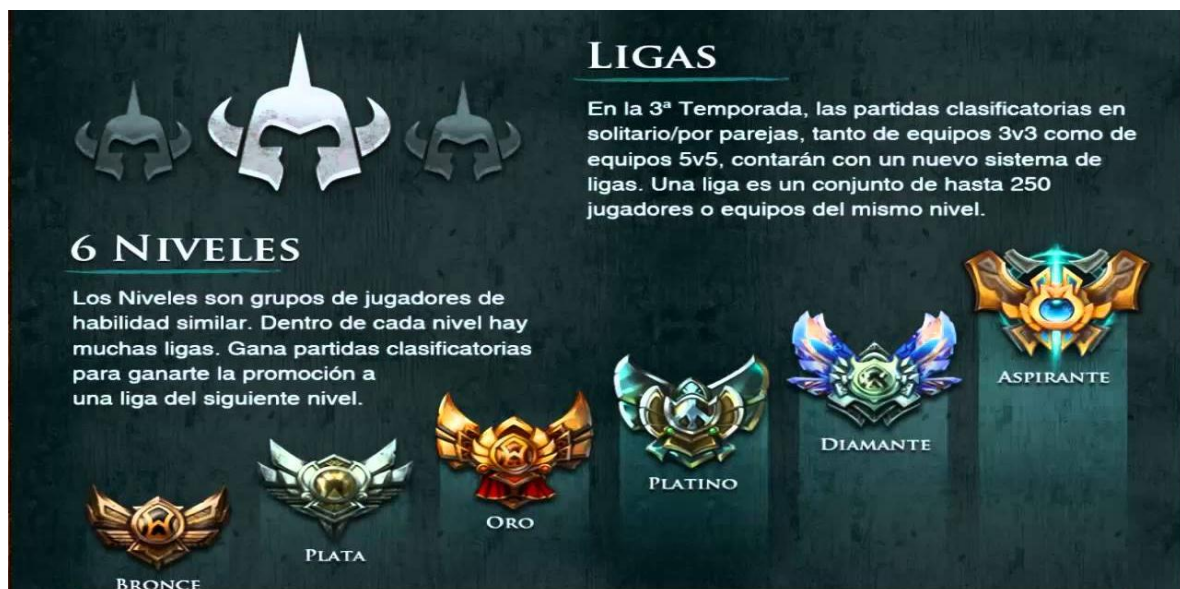 LIGAS
En la 3ª Temporada, las partidas clasificatorias en
solitario/por parejas, tanto de equipos 3v3 como de
equipos 5v5, contarán con un nuevo sistema de
ligas. Una liga es un conjunto de hasta 250
jugadores o equipos del mismo nivel.
6 NIVELES
Los Niveles son grupos de jugadores de
habilidad similar. Dentro de cada nivel hay
muchas ligas. Gana partidas clasificatorias
para ganarte la promoción a
una liga del siguiente nivel.
BRONCE
PLATA
ORO
PLATINO
DIAMANTE
ASPIRANTE